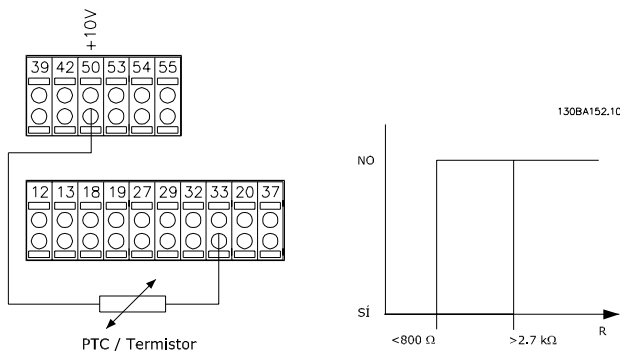 +10V
39 42 50 53 54 55
12 13 18 19 27 29 32 33 20 37
PTC / Termistor
130BA152.10
NO
SÍ
<800 Ω >2.7 kΩ R